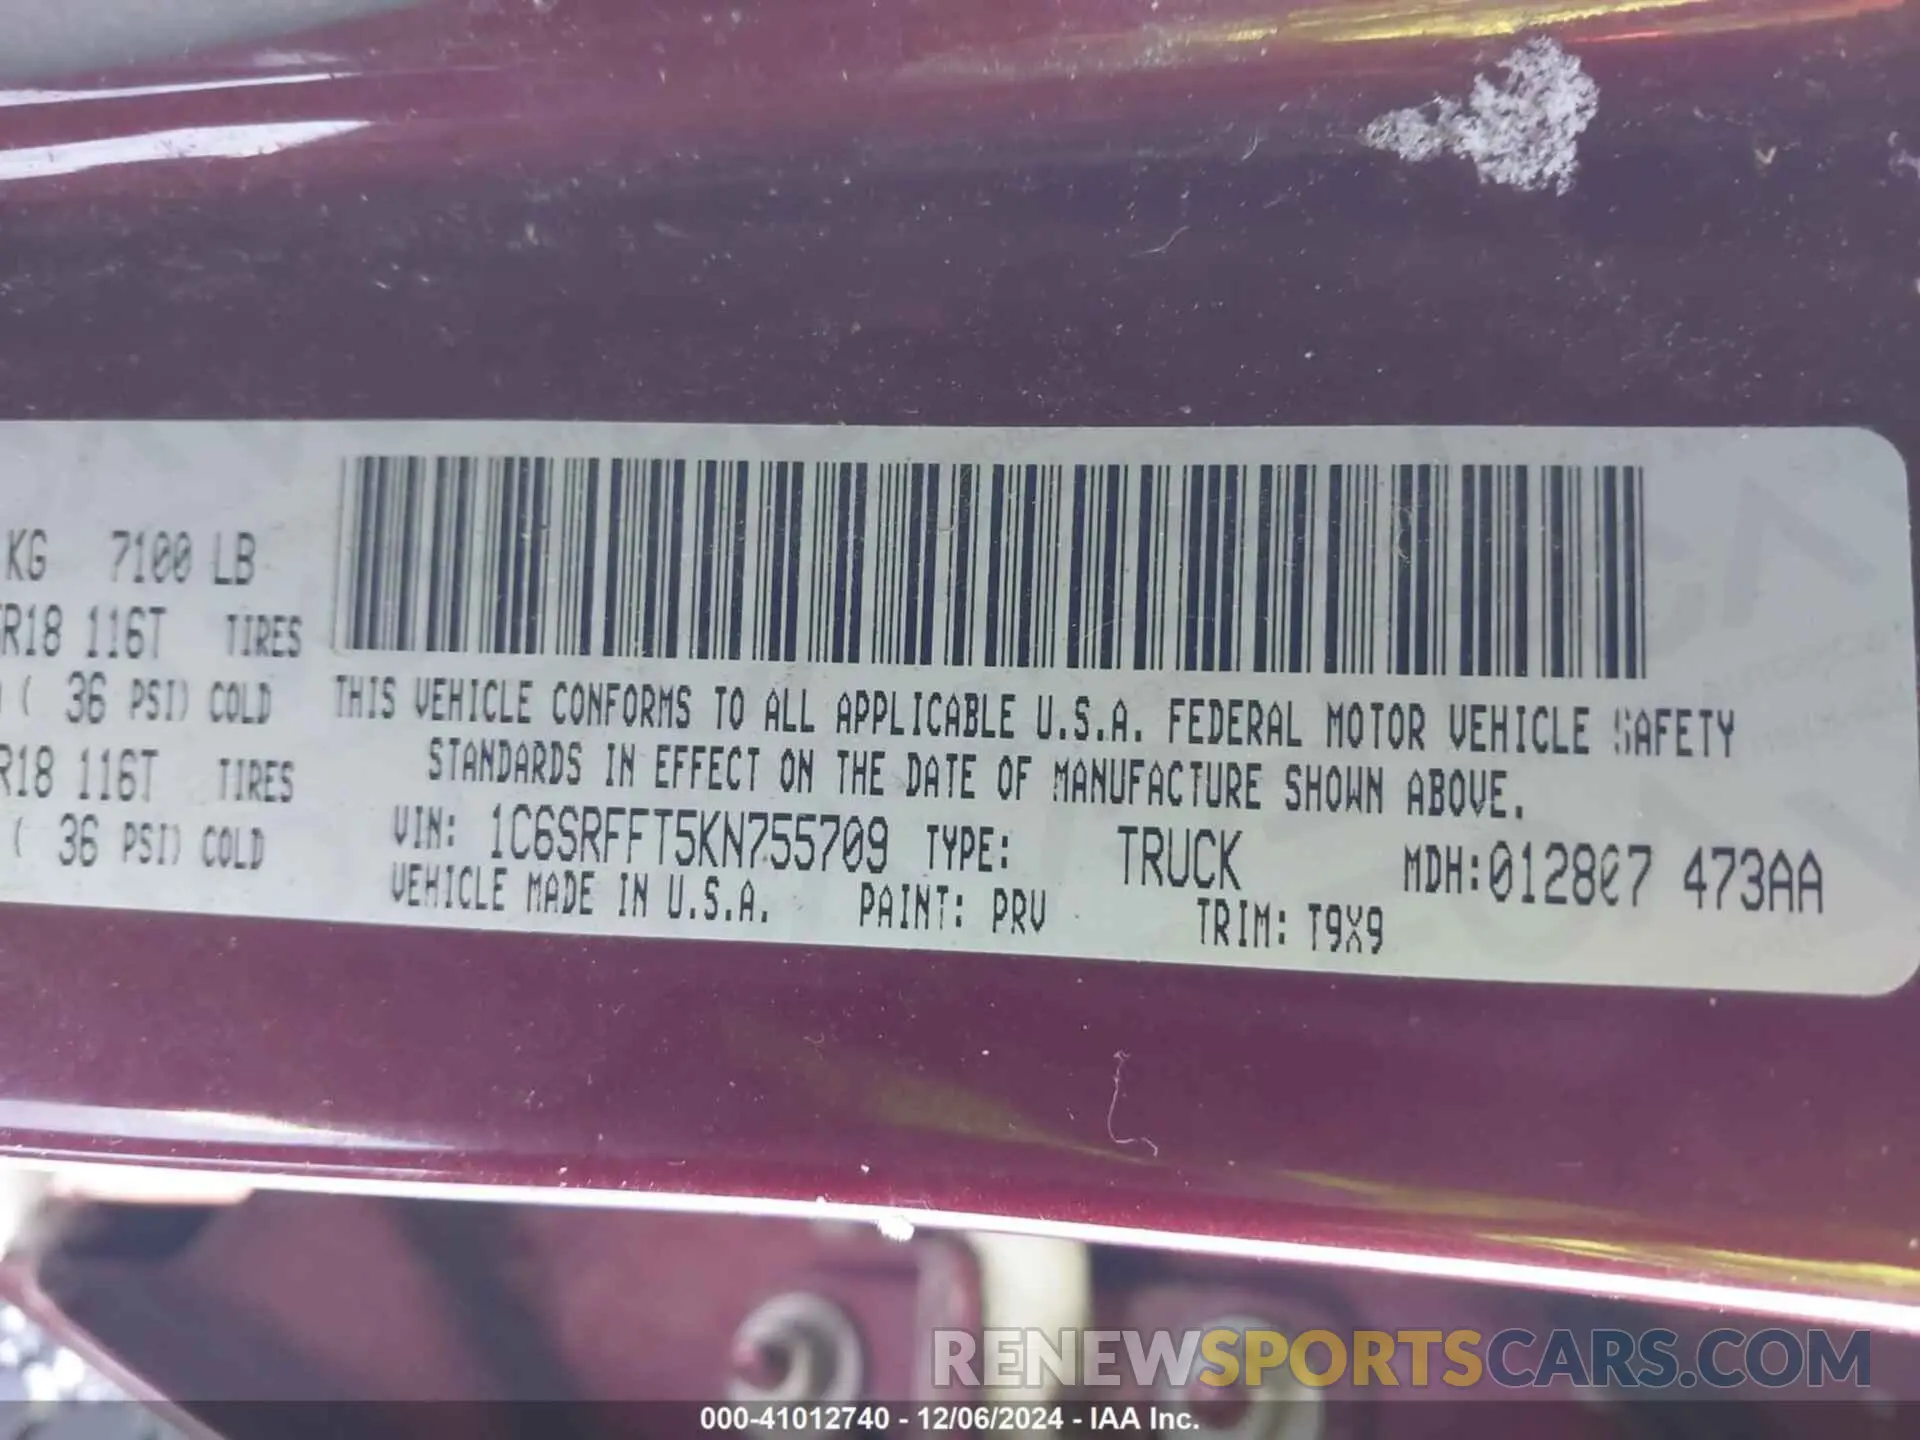 KG 7100 LB
R18 116T TIRES
( 36 PSI) COLD
R18 116T TIRES
( 36 PSI) COLD
THIS VEHICLE CONFORMS TO ALL APPLICABLE U.S.A. FEDERAL MOTOR VEHICLE SAFETY
STANDARDS IN EFFECT ON THE DATE OF MANUFACTURE SHOWN ABOVE.
VIN: 1C6SRFFT5KN755709 TYPE: TRUCK MDH:012807 473AA
VEHICLE MADE IN U.S.A. PAINT: PRV TRIM: T9X9
RENEWSPORTSCARS.COM
000-41012740 - 12/06/2024 - IAA Inc.